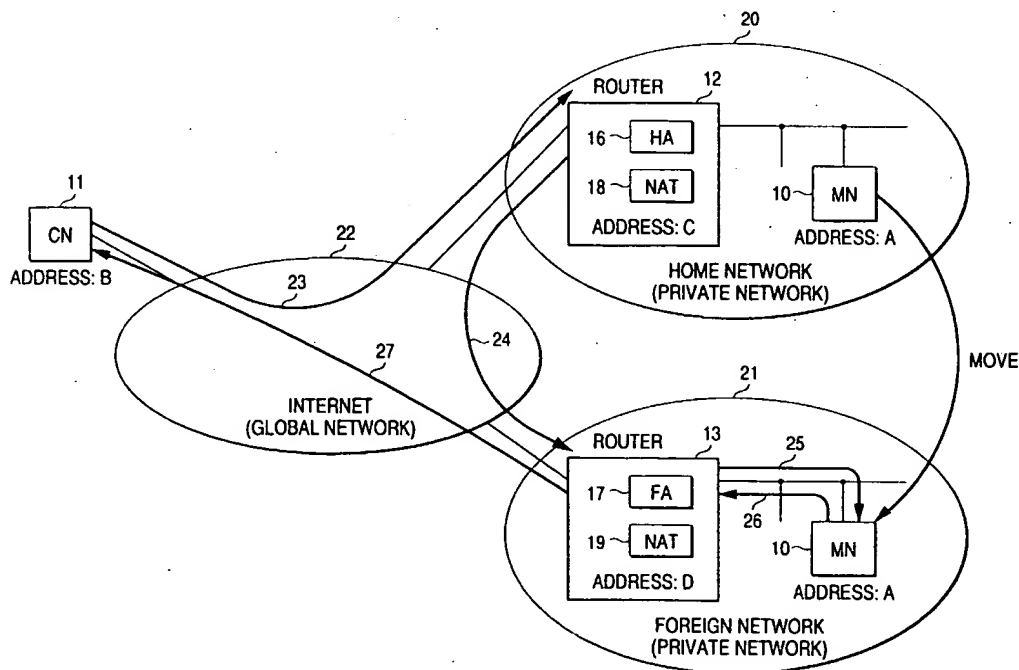 20
ROUTER
12
16
HA
18
NAT
10
MN
ADDRESS: C
ADDRESS: A
HOME NETWORK
(PRIVATE NETWORK)
11
CN
ADDRESS: B
22
23
24
27
INTERNET
(GLOBAL NETWORK)
MOVE
21
ROUTER
13
25
17
FA
26
19
NAT
10
MN
ADDRESS: D
ADDRESS: A
FOREIGN NETWORK
(PRIVATE NETWORK)